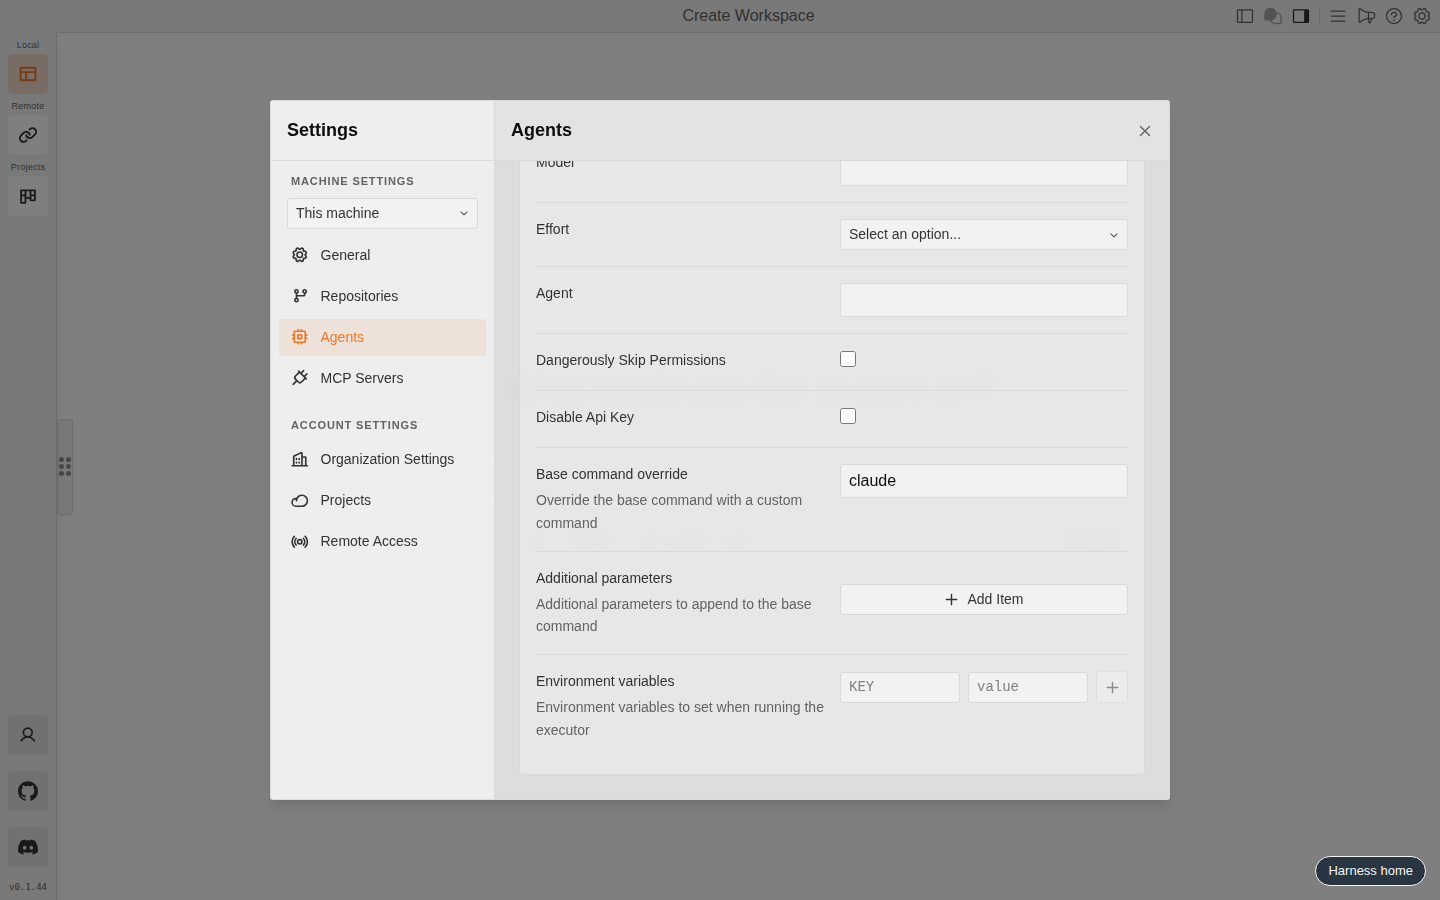 Create Workspace
Local
Remote
Projects
Settings
MACHINE SETTINGS
This machine
General
Repositories
Agents
MCP Servers
ACCOUNT SETTINGS
Organization Settings
Projects
Remote Access
Agents
Model
Effort
Select an option...
Agent
Dangerously Skip Permissions
Disable Api Key
Base command override
claude
Override the base command with a custom
command
Additional parameters
Additional parameters to append to the base
command
Add Item
Environment variables
KEY
value
Environment variables to set when running the
executor
v0.1.44
Harness home